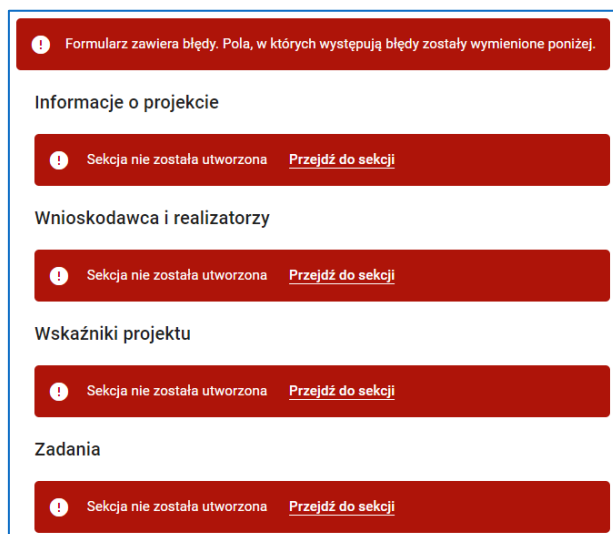 Formularz zawiera błędy. Pola, w których występują błędy zostały wymienione poniżej.
Informacje o projekcie
Sekcja nie została utworzona Przejdź do sekcji
Wnioskodawca i realizatorzy
Sekcja nie została utworzona Przejdź do sekcji
Wskaźniki projektu
Sekcja nie została utworzona Przejdź do sekcji
Zadania
Sekcja nie została utworzona Przejdź do sekcji